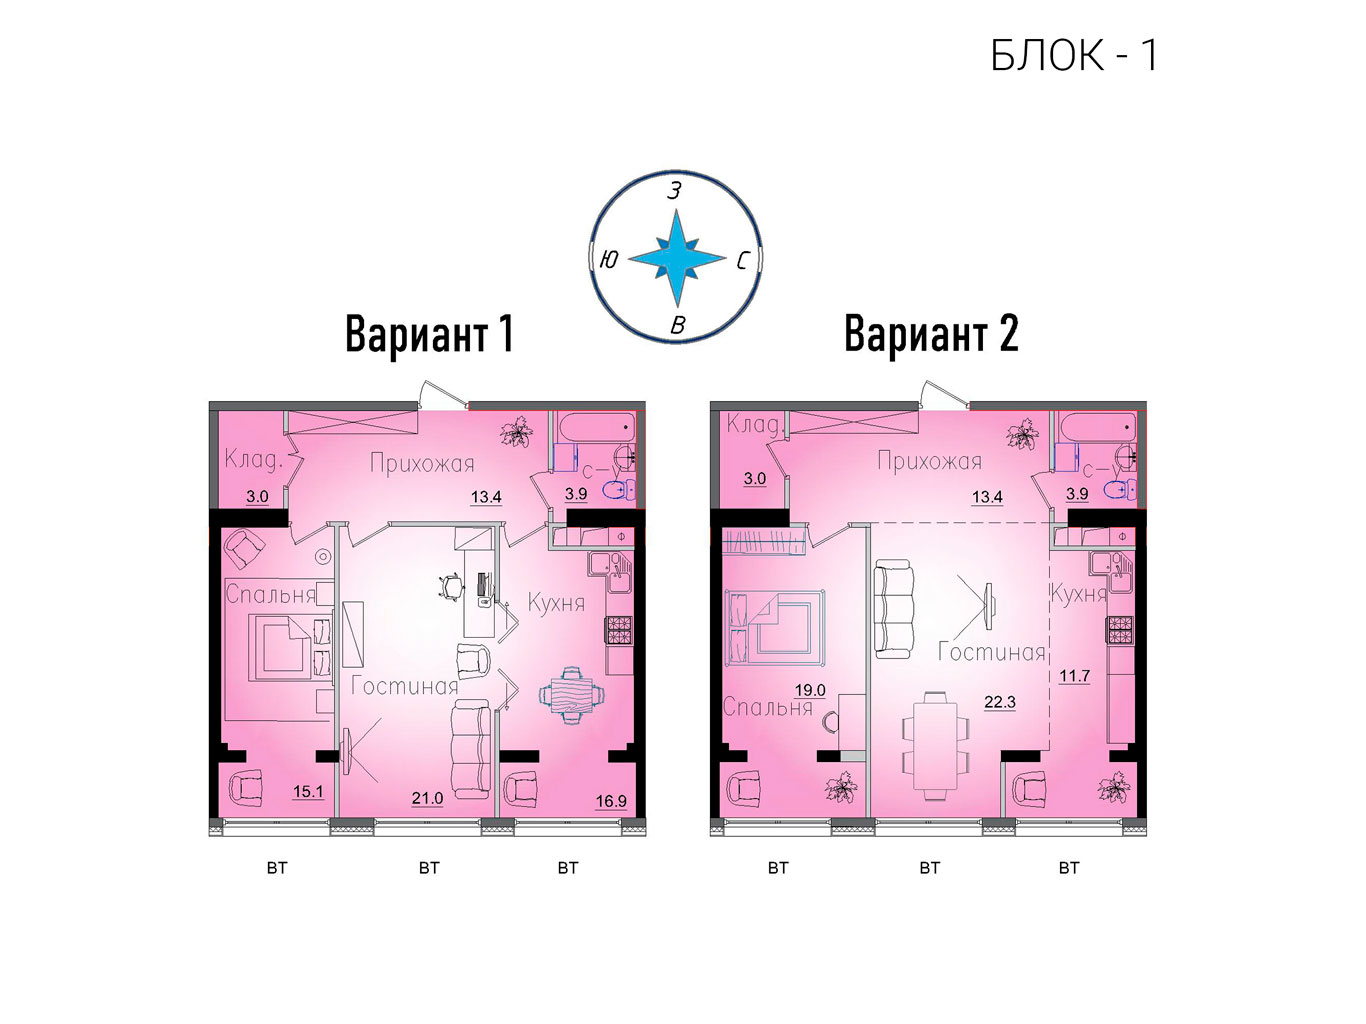 БЛОК - 1
З
Ю
С
В
Вариант 1
Вариант 2
Клад.
3.0
Прихожая
13.4
с-у
3.9
Спальня
15.1
Гостиная
21.0
Кухня
16.9
ВТ
ВТ
ВТ
Клад.
3.0
Прихожая
13.4
с-у
3.9
19.0
Спальня
Гостиная
22.3
Кухня
11.7
ВТ
ВТ
ВТ